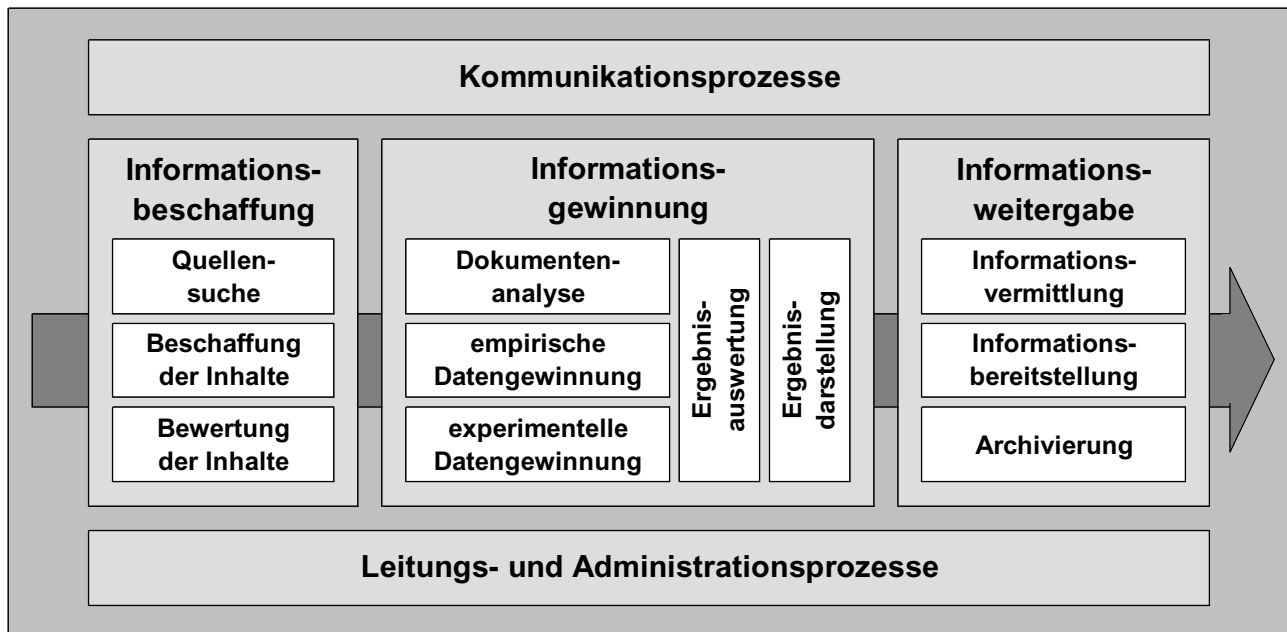 Kommunikationsprozesse
Informations-
beschaffung
Quellen-
suche
Beschaffung
der Inhalte
Bewertung
der Inhalte
Informations-
gewinnung
Dokumenten-
analyse
empirische
Datengewinnung
experimentelle
Datengewinnung
Ergebnis-
auswertung
Ergebnis-
darstellung
Informations-
weitergabe
Informations-
vermittlung
Informations-
bereitstellung
Archivierung
Leitungs- und Administrationsprozesse